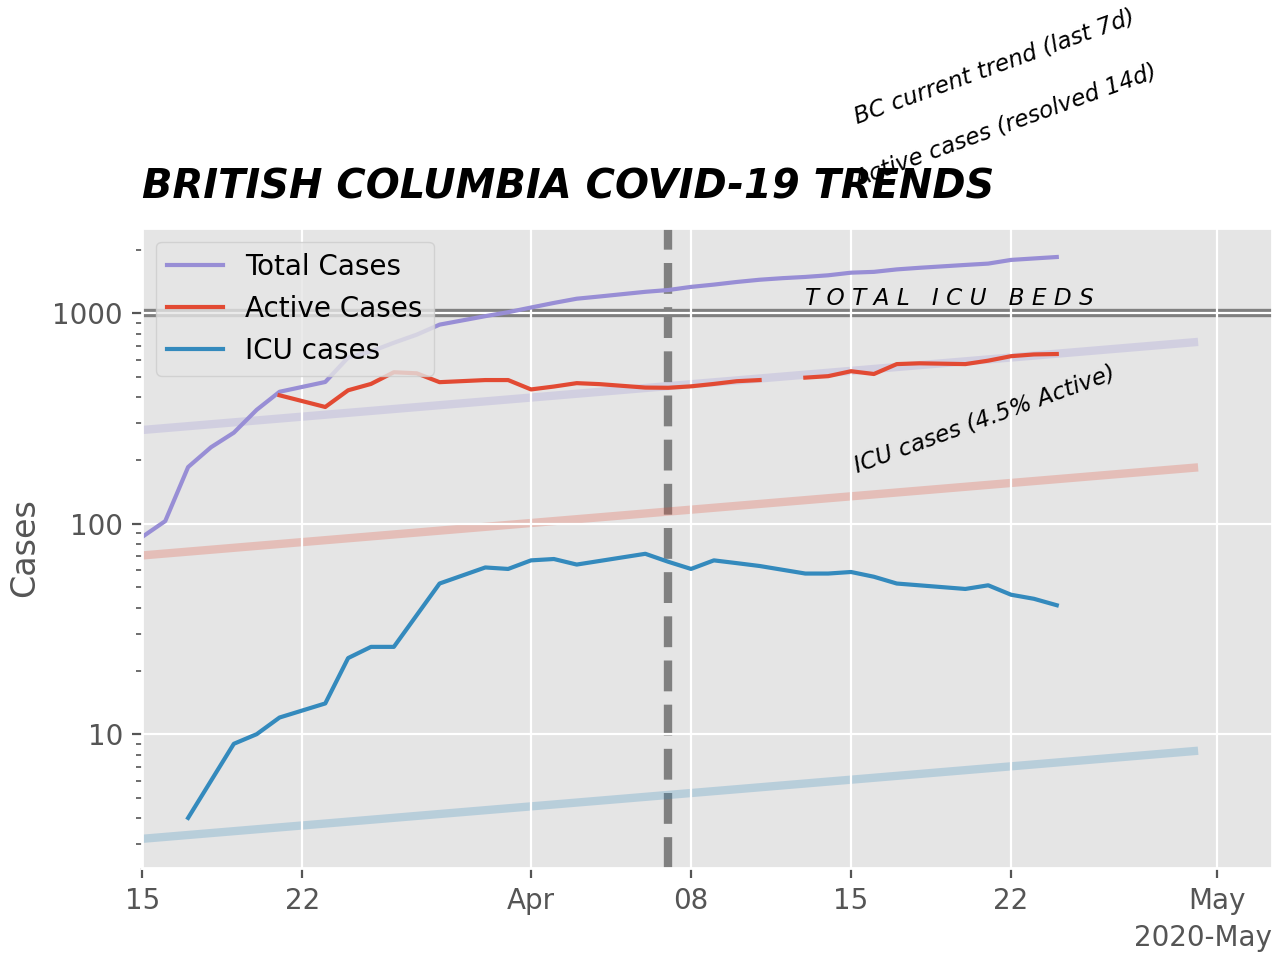 BC current trend (last 7d)
Active cases (resolved 14d)
BRITISH COLUMBIA COVID-19 TRENDS
Total Cases
Active Cases
ICU cases
TOTAL ICU BEDS
ICU cases (4.5% Active)
Cases
1000
100
10
15 22 Apr 08 15 22 May
2020-May